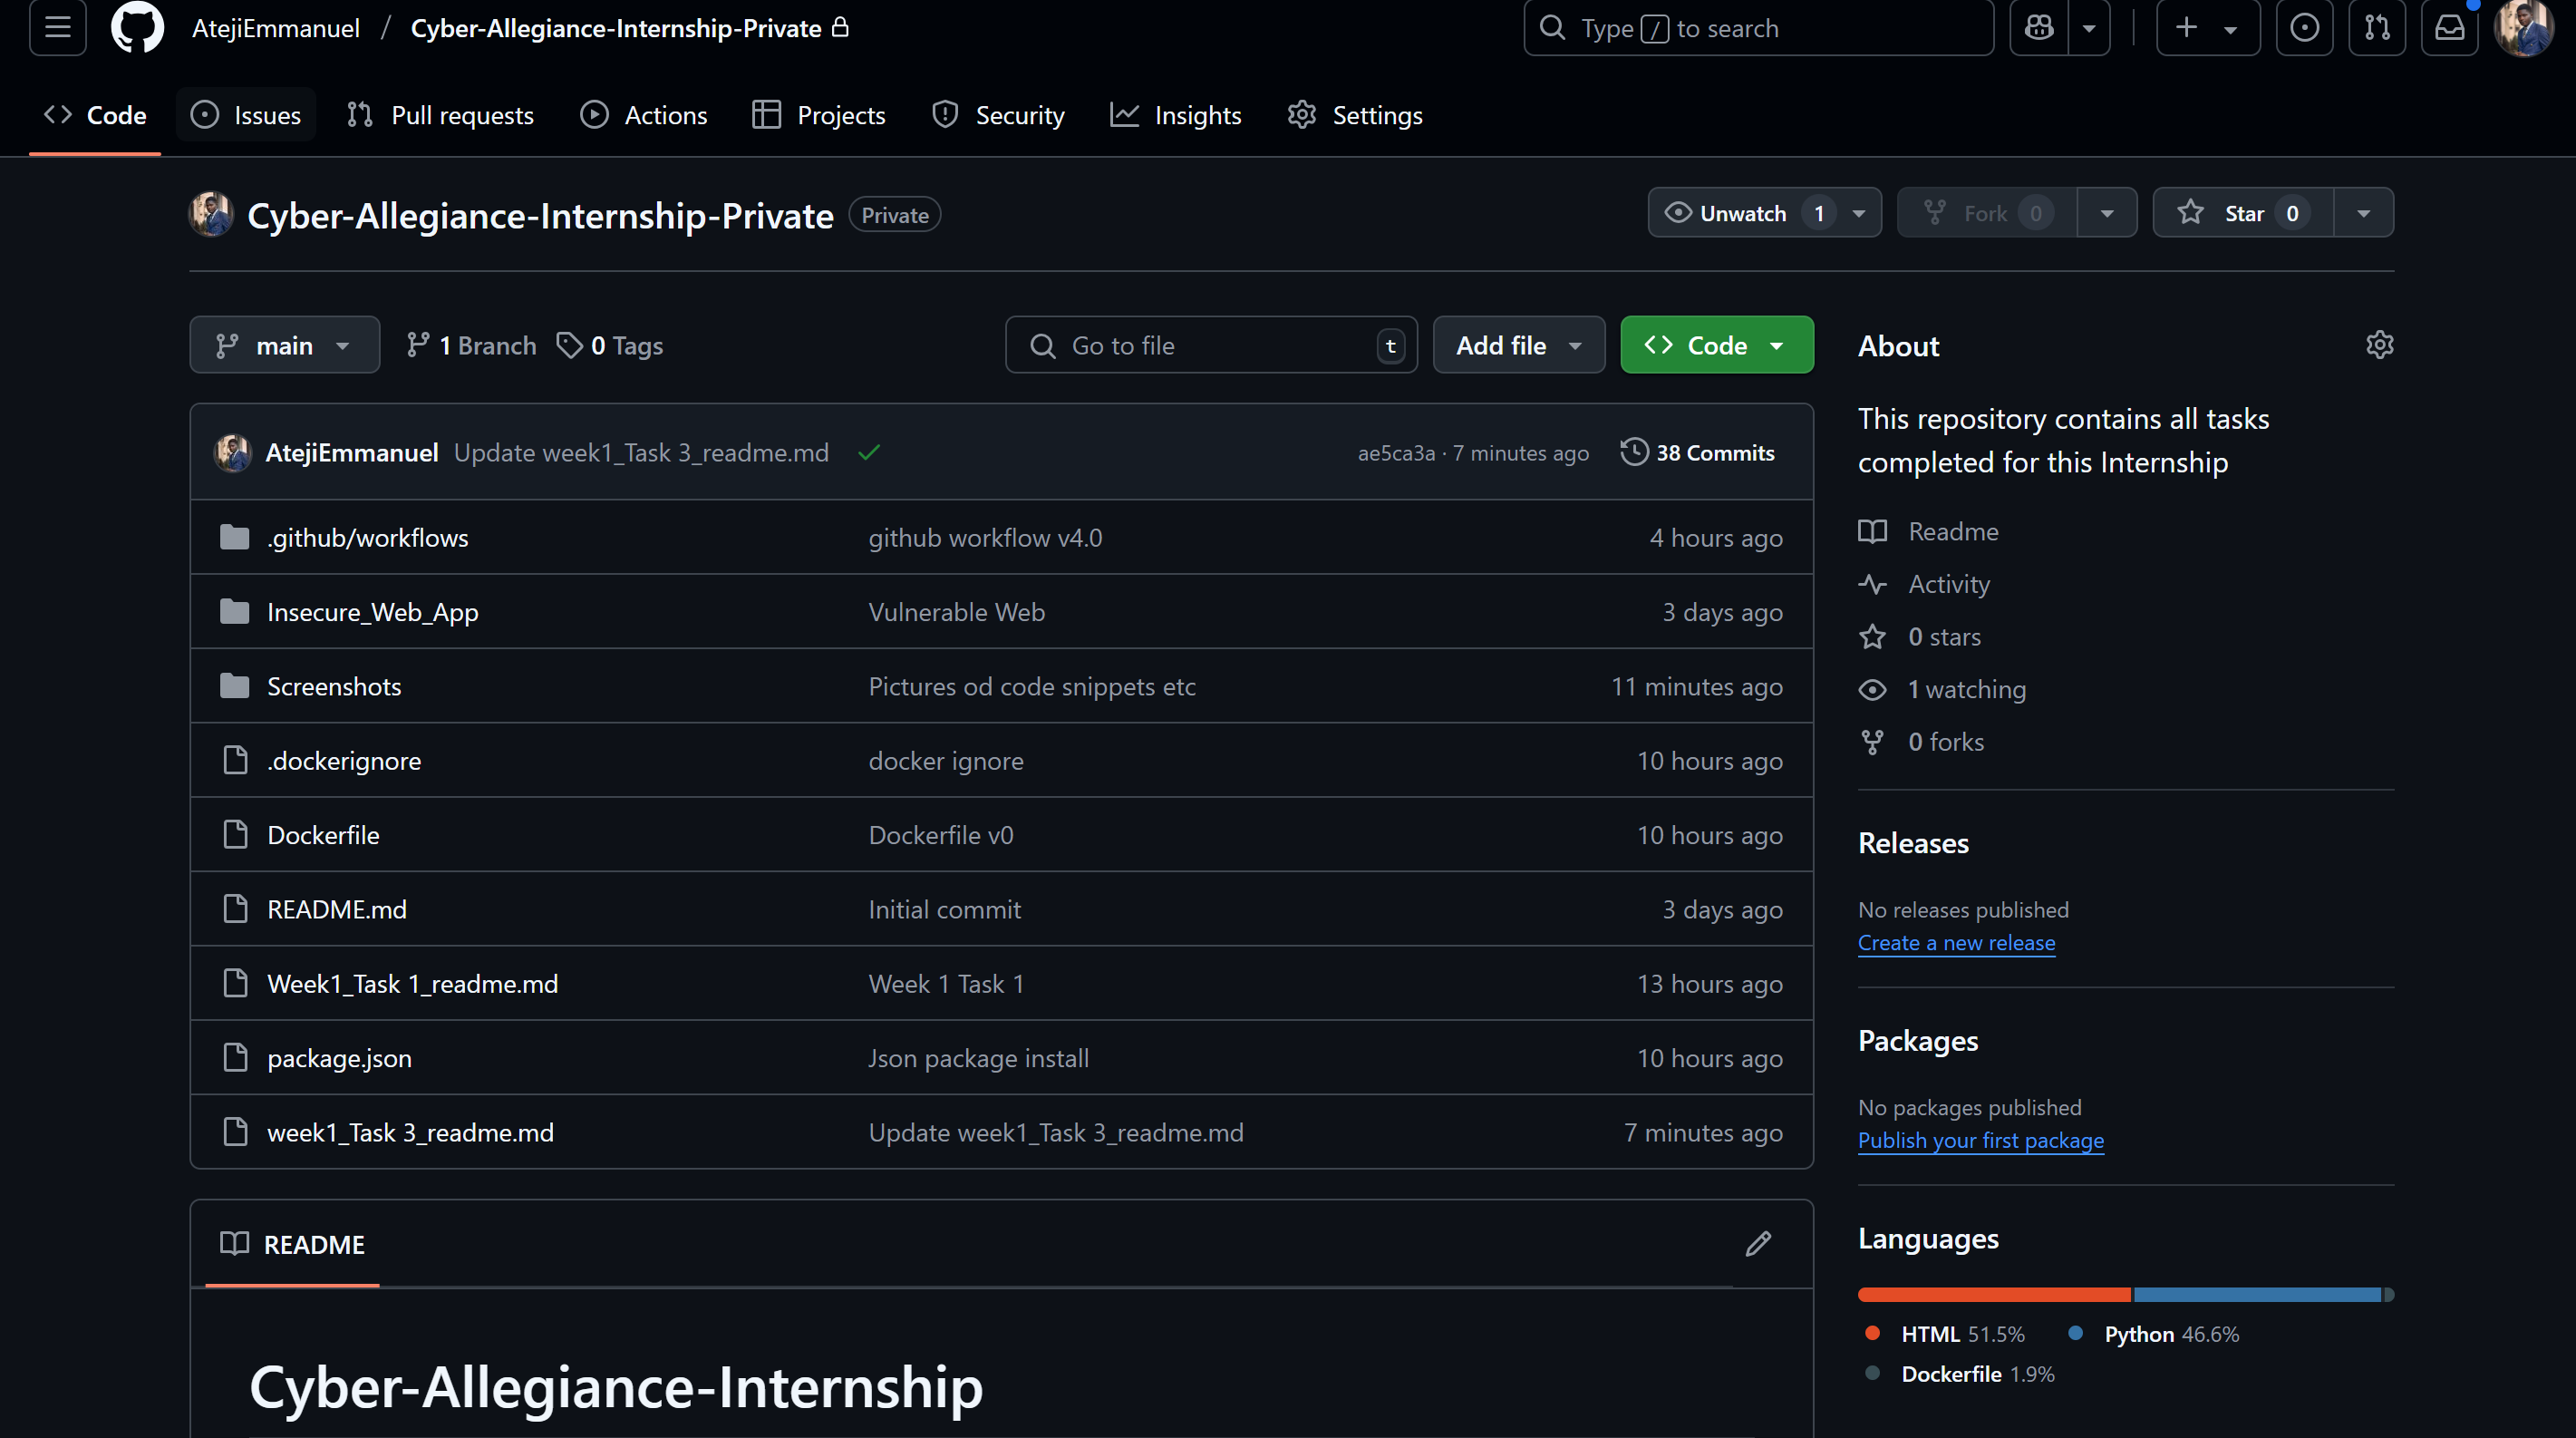 AtejiEmmanuel / Cyber-Allegiance-Internship-Private
Type / to search
Code Issues Pull requests Actions Projects Security Insights Settings
Cyber-Allegiance-Internship-Private Private
Unwatch 1 Fork 0 Star 0
main 1 Branch 0 Tags
Go to file t Add file Code
AtejiEmmanuel Update week1_Task 3_readme.md ae5ca3a · 7 minutes ago 38 Commits
.github/workflows github workflow v4.0 4 hours ago
Insecure_Web_App Vulnerable Web 3 days ago
Screenshots Pictures od code snippets etc 11 minutes ago
.dockerignore docker ignore 10 hours ago
Dockerfile Dockerfile v0 10 hours ago
README.md Initial commit 3 days ago
Week1_Task 1_readme.md Week 1 Task 1 13 hours ago
package.json Json package install 10 hours ago
week1_Task 3_readme.md Update week1_Task 3_readme.md 7 minutes ago
README
Cyber-Allegiance-Internship
About
This repository contains all tasks
completed for this Internship
Readme
Activity
0 stars
1 watching
0 forks
Releases
No releases published
Create a new release
Packages
No packages published
Publish your first package
Languages
HTML 51.5% Python 46.6%
Dockerfile 1.9%